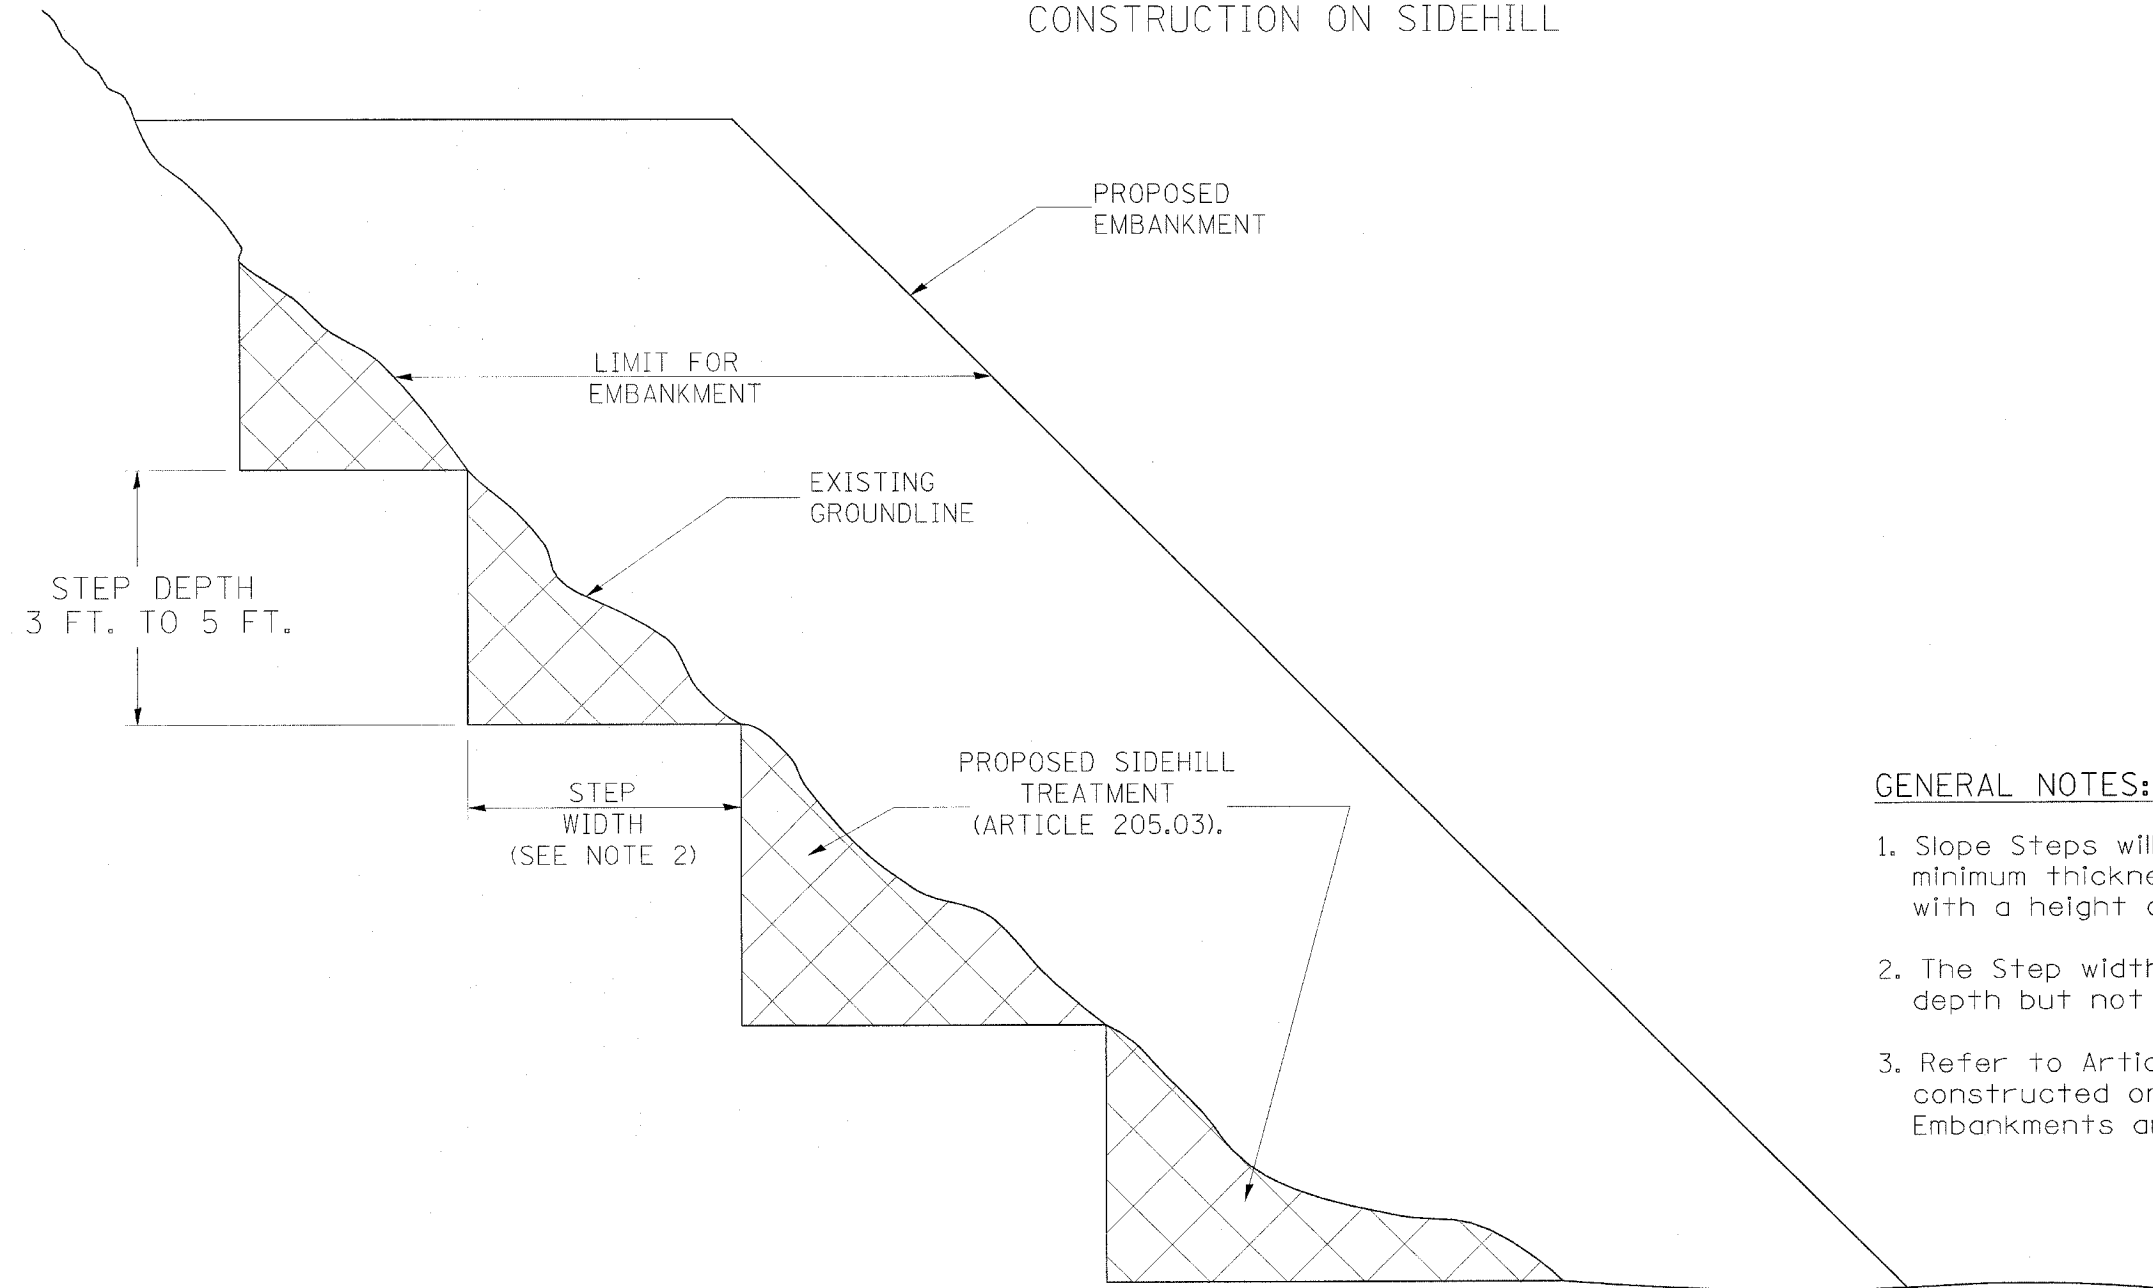 CONSTRUCTION ON SIDEHILL
PROPOSED
EMBANKMENT
LIMIT FOR
EMBANKMENT
EXISTING
GROUNDLINE
STEP DEPTH
3 FT. TO 5 FT.
STEP
WIDTH
(SEE NOTE 2)
PROPOSED SIDEHILL
TREATMENT
(ARTICLE 205.03).
GENERAL NOTES:
1. Slope Steps
minimum
with a height
2. The Step
depth but not
3. Refer to
constructed
Embankments